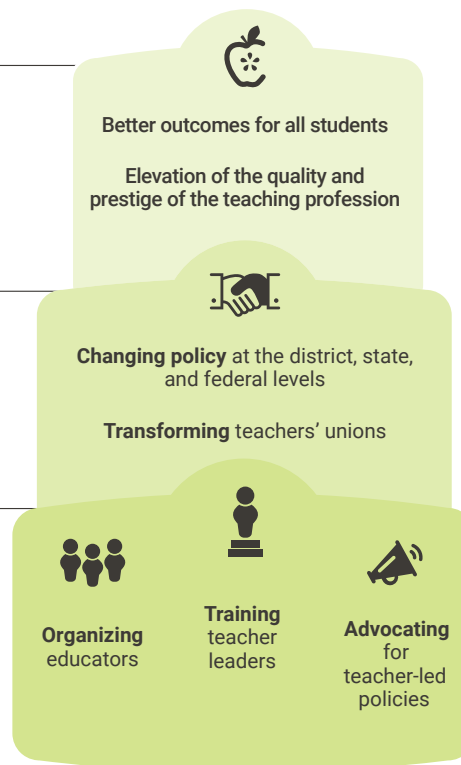 Better outcomes for all students
Elevation of the quality and
prestige of the teaching profession
Changing policy at the district, state,
and federal levels
Transforming teachers' unions
Organizing
educators
Training
teacher
leaders
Advocating
for
teacher-led
policies